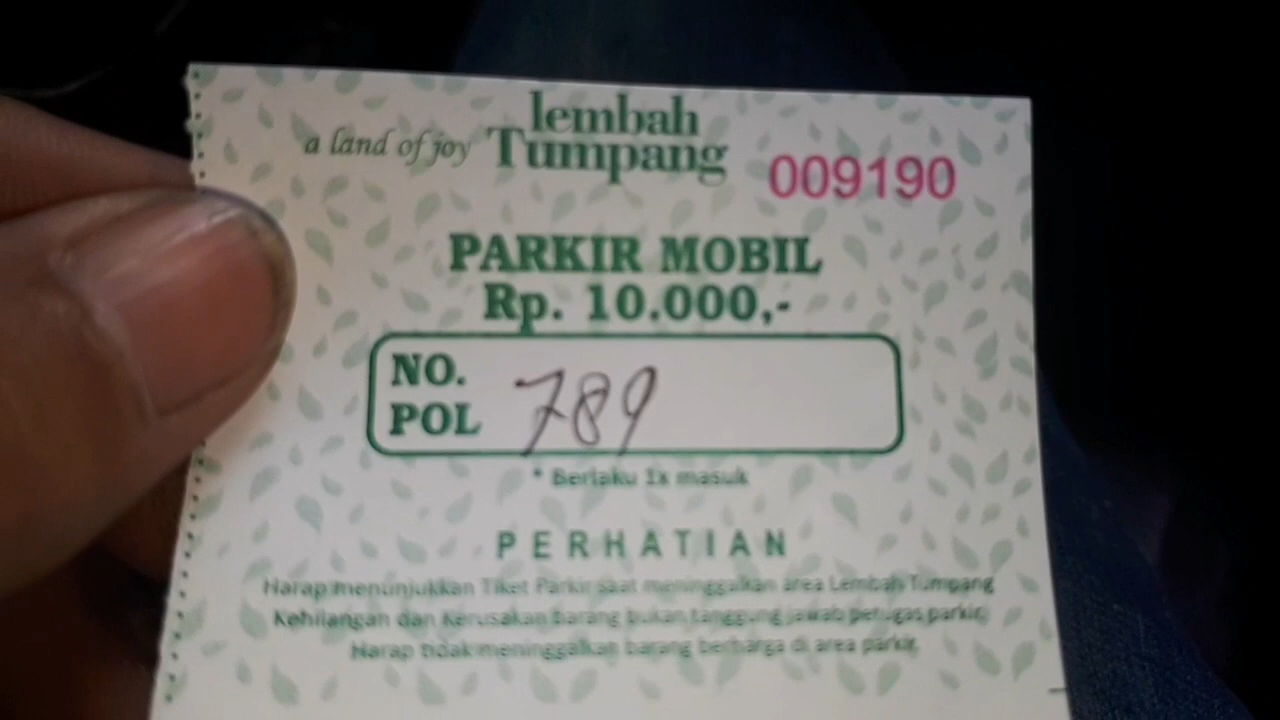 lembah
a land of joy Tumpang 009190
PARKIR MOBIL
Rp. 10.000,-
NO. POL 789
* Berlaku 1x masuk
PERHATIAN
Harap menunjukkan Tiket Parkir saat meninggalkan area Lembah Tumpang
Kehilangan dan Kerusakan barang bukan tanggung jawab petugas parkir,
Harap tidak meninggalkan barang berharga di area parkir.